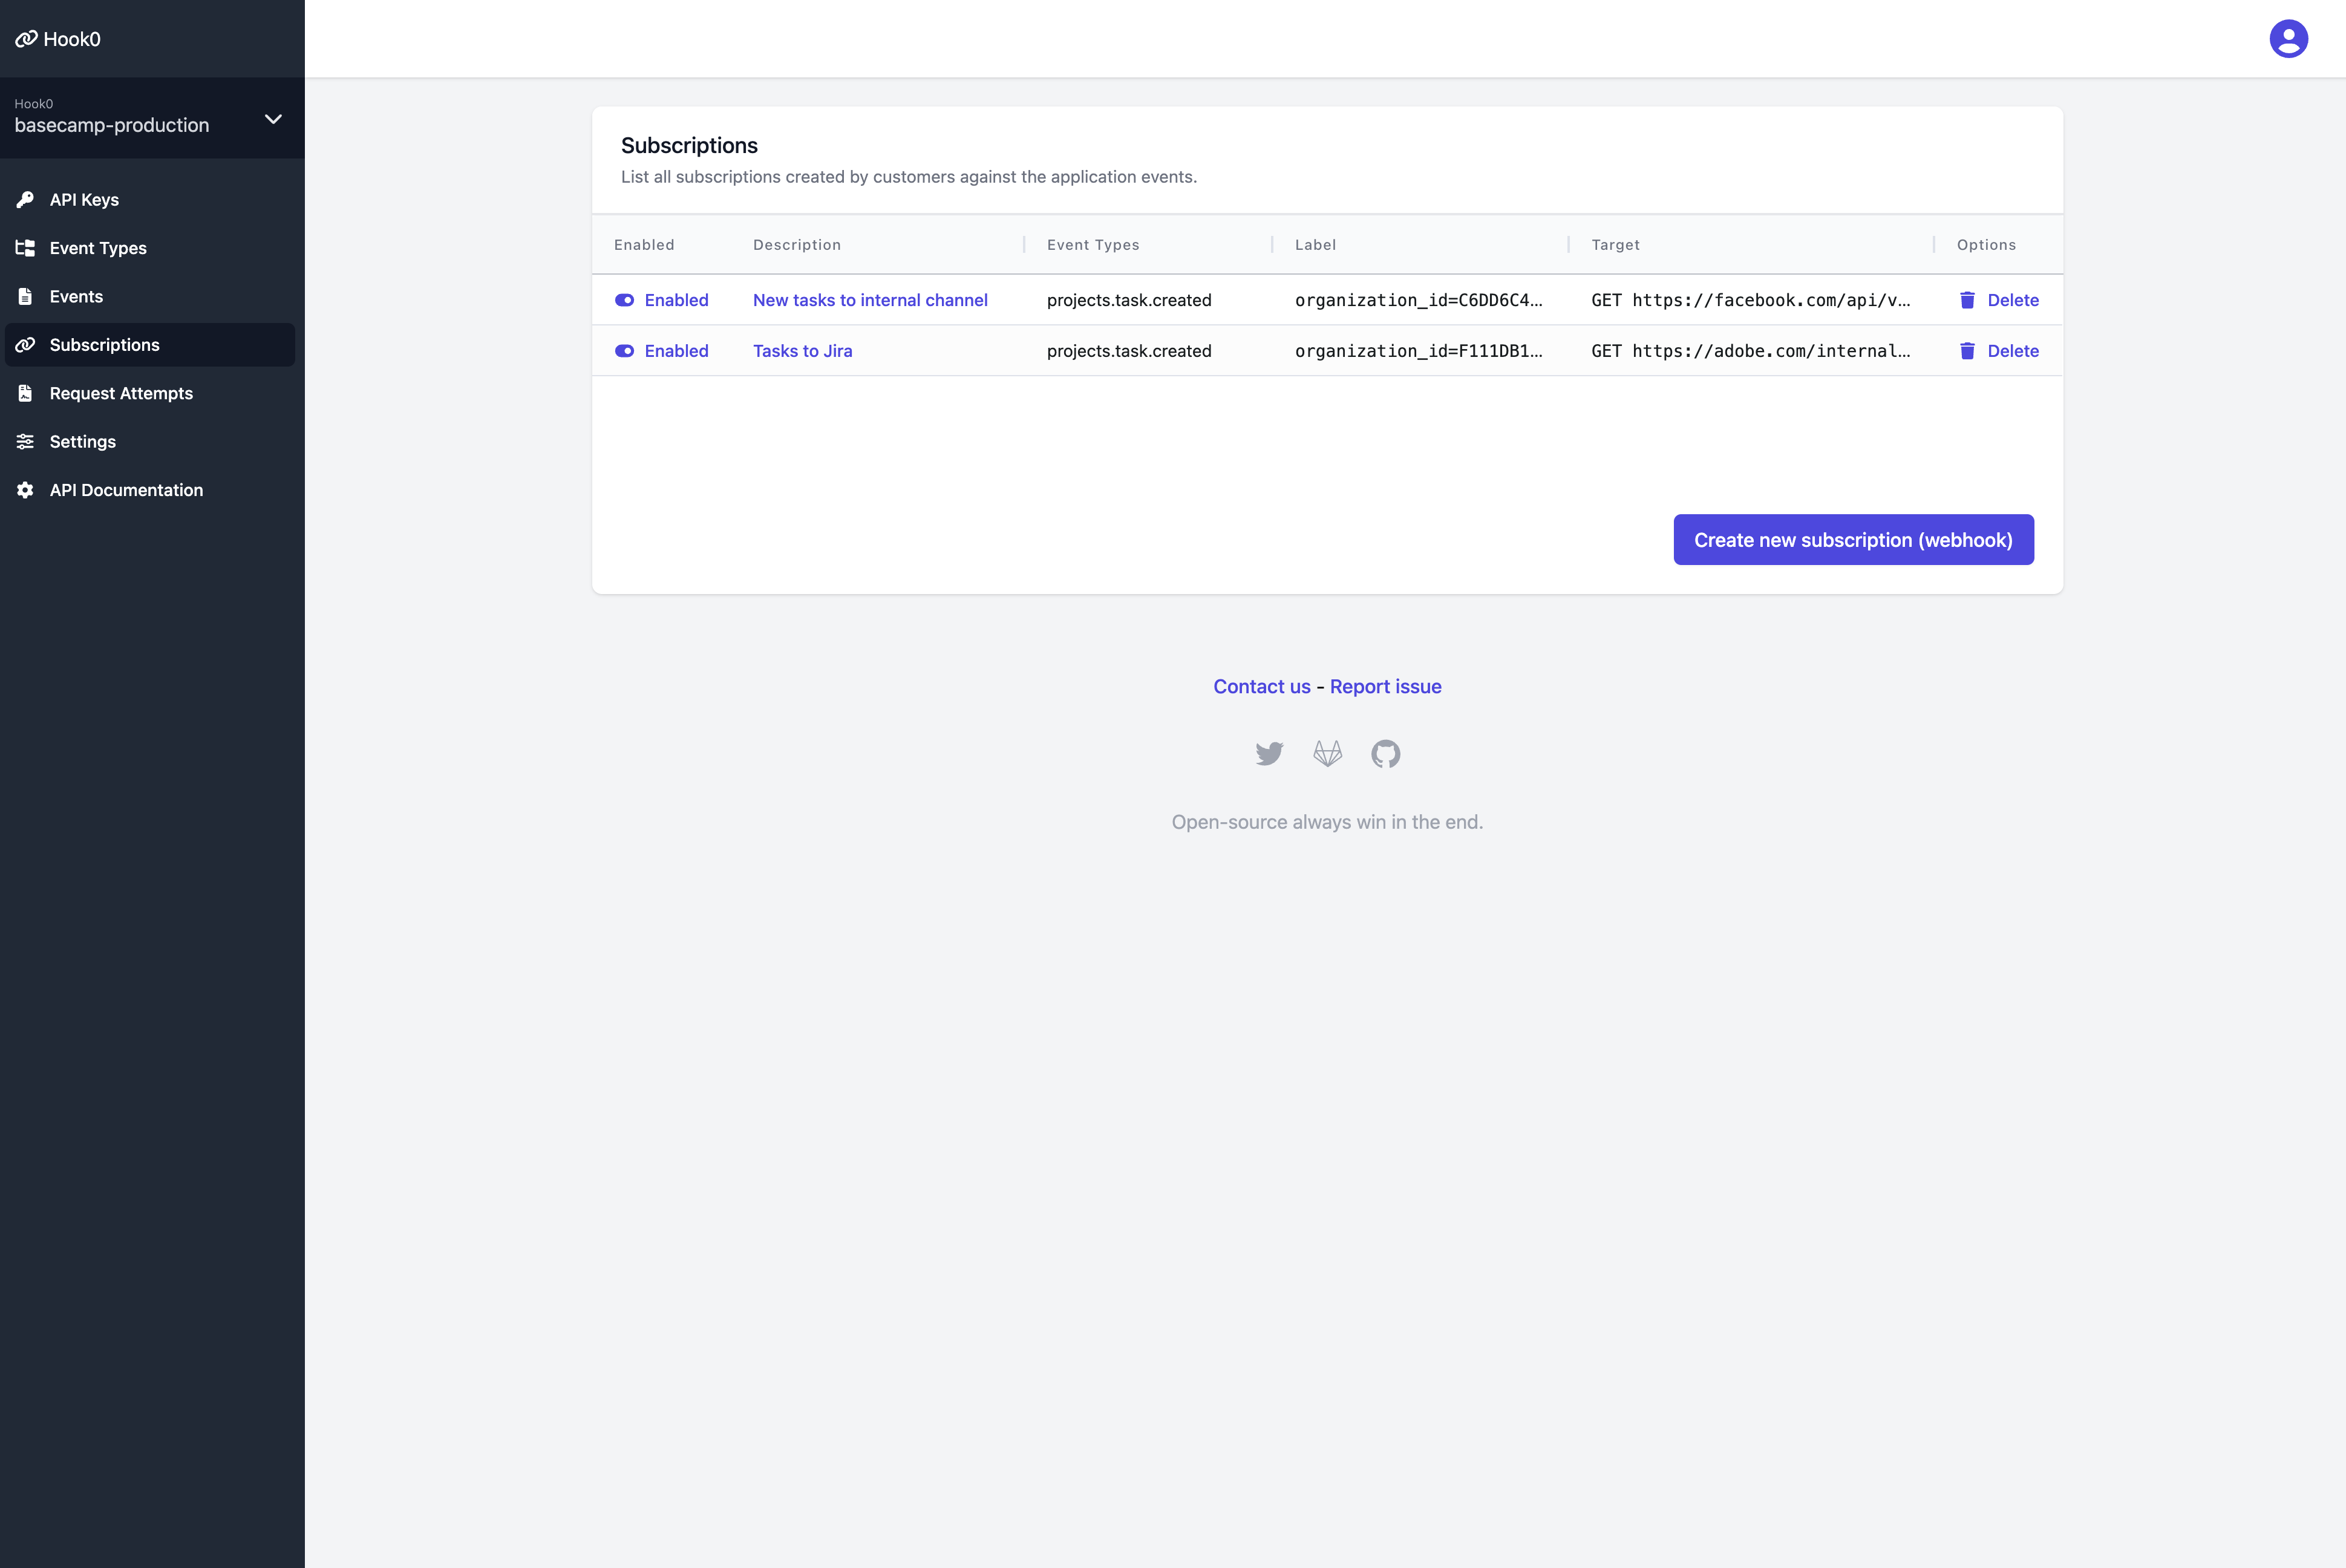 Hook0
Hook0
basecamp-production
API Keys
Event Types
Events
Subscriptions
Request Attempts
Settings
API Documentation
Subscriptions
List all subscriptions created by customers against the application events.
Enabled Description Event Types Label Target Options
Enabled New tasks to internal channel projects.task.created organization_id=C6DD6C4... GET https://facebook.com/api/v... Delete
Enabled Tasks to Jira projects.task.created organization_id=F111DB1... GET https://adobe.com/internal... Delete
Create new subscription (webhook)
Contact us - Report issue
Open-source always win in the end.